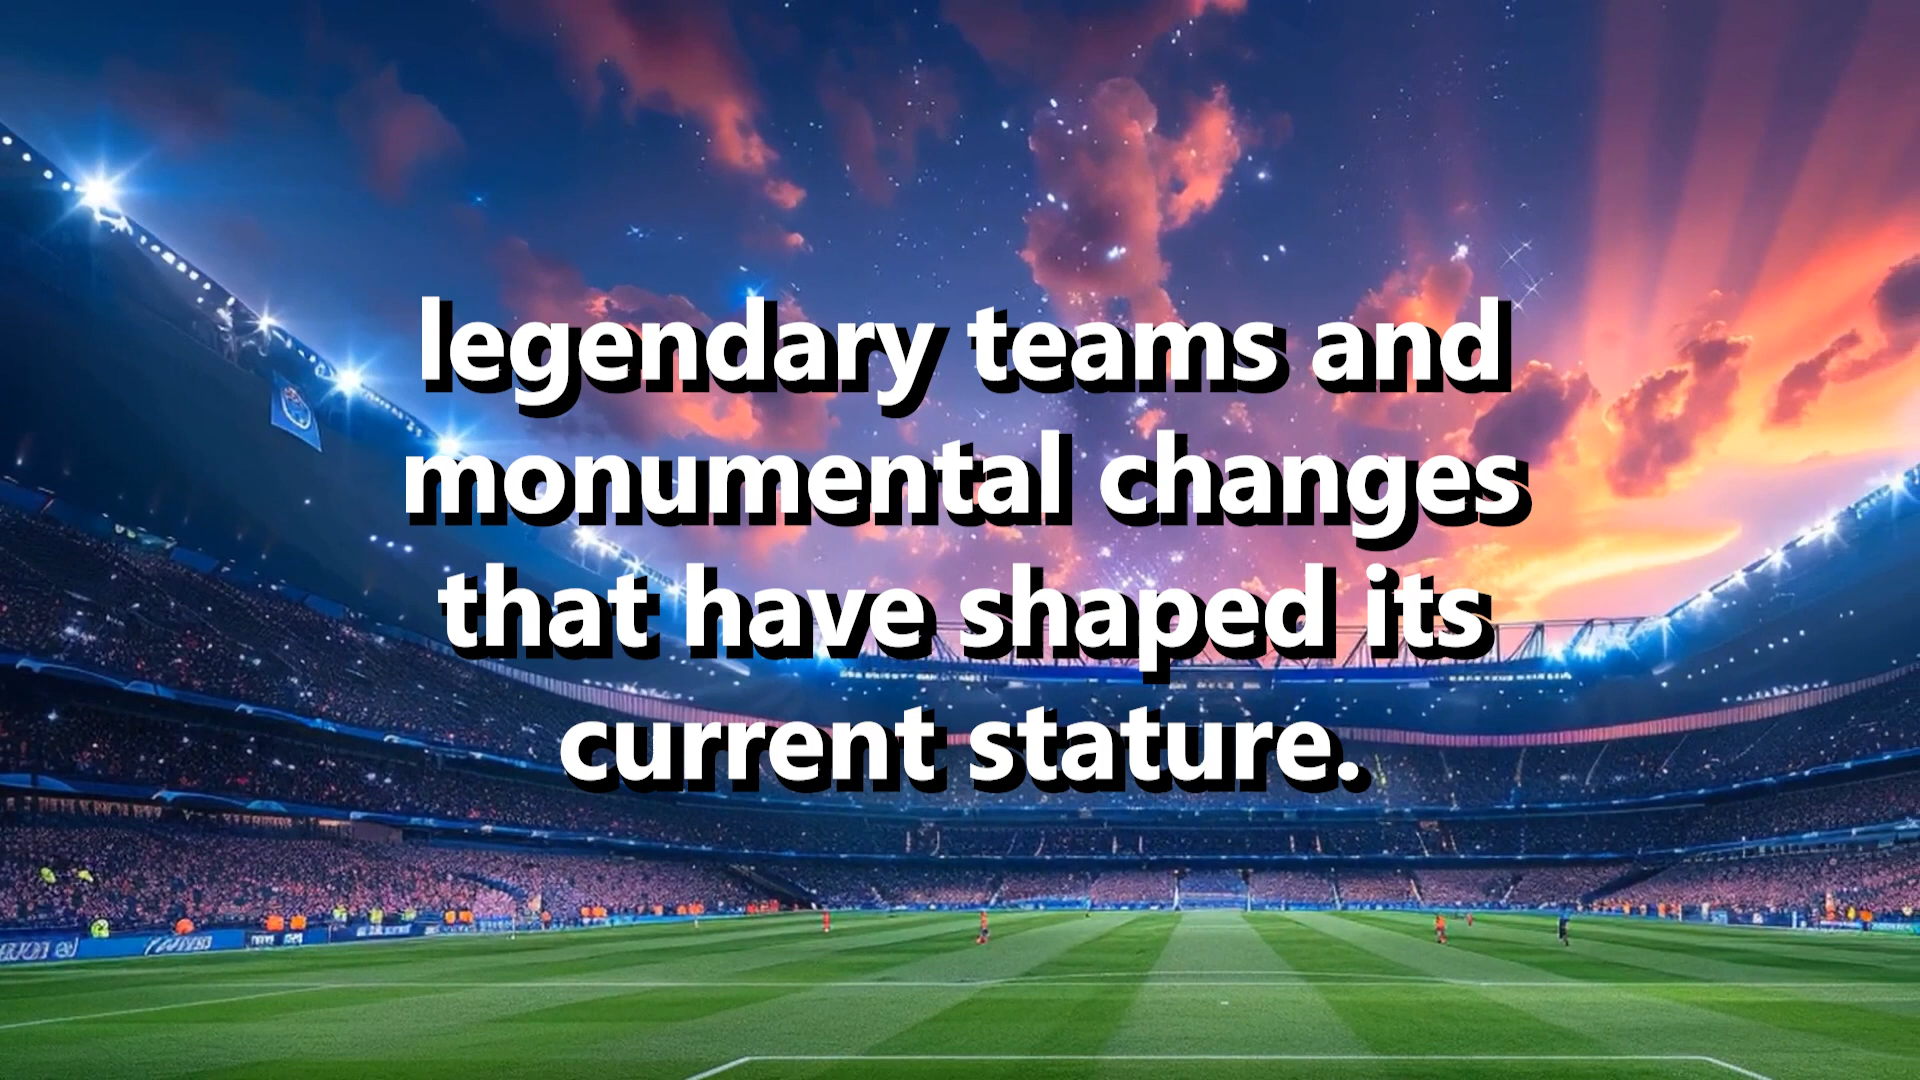 legendary teams and
monumental changes
that have shaped its
current stature.